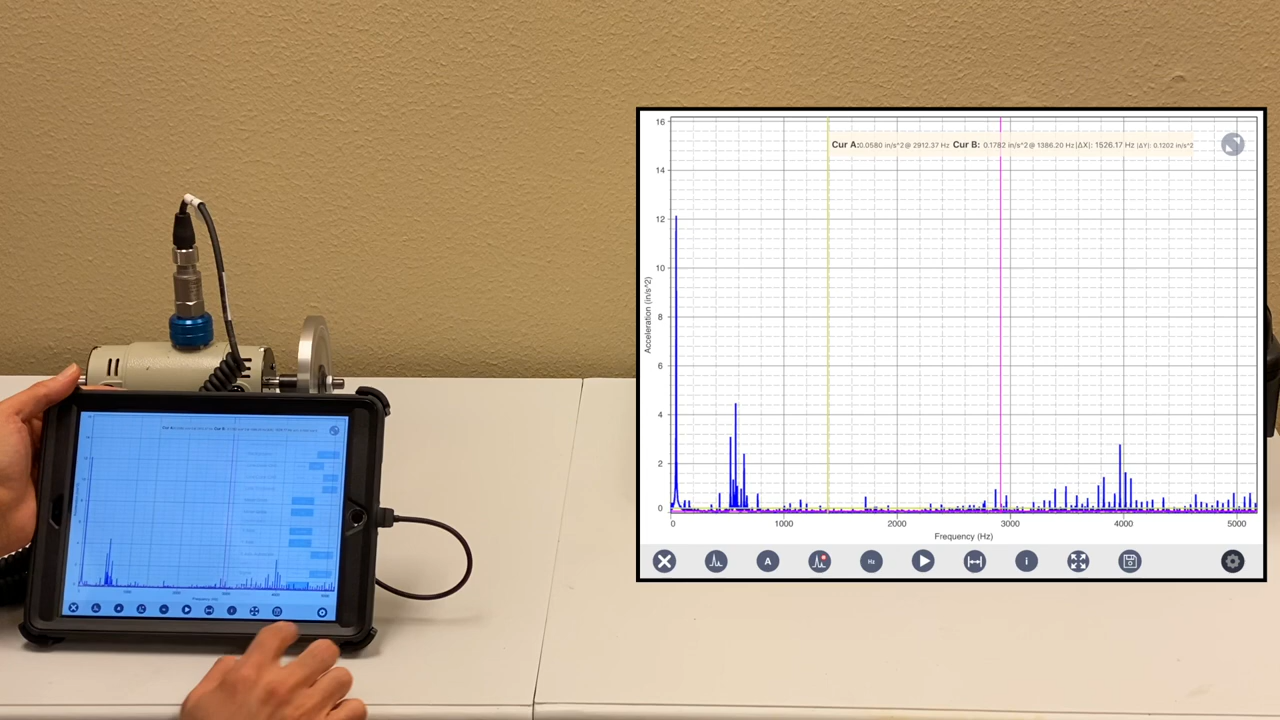 16
Cur A: 0.0580 in/s^2 @ 2912.37 Hz Cur B: 0.1782 in/s^2 @ 1386.20 Hz |ΔX|: 1526.17 Hz |ΔY|: 0.1202 in/s^2
14
12
10
8
6
4
2
0
Acceleration (in/s^2)
0 1000 2000 3000 4000 5000
Frequency (Hz)
A Hz i